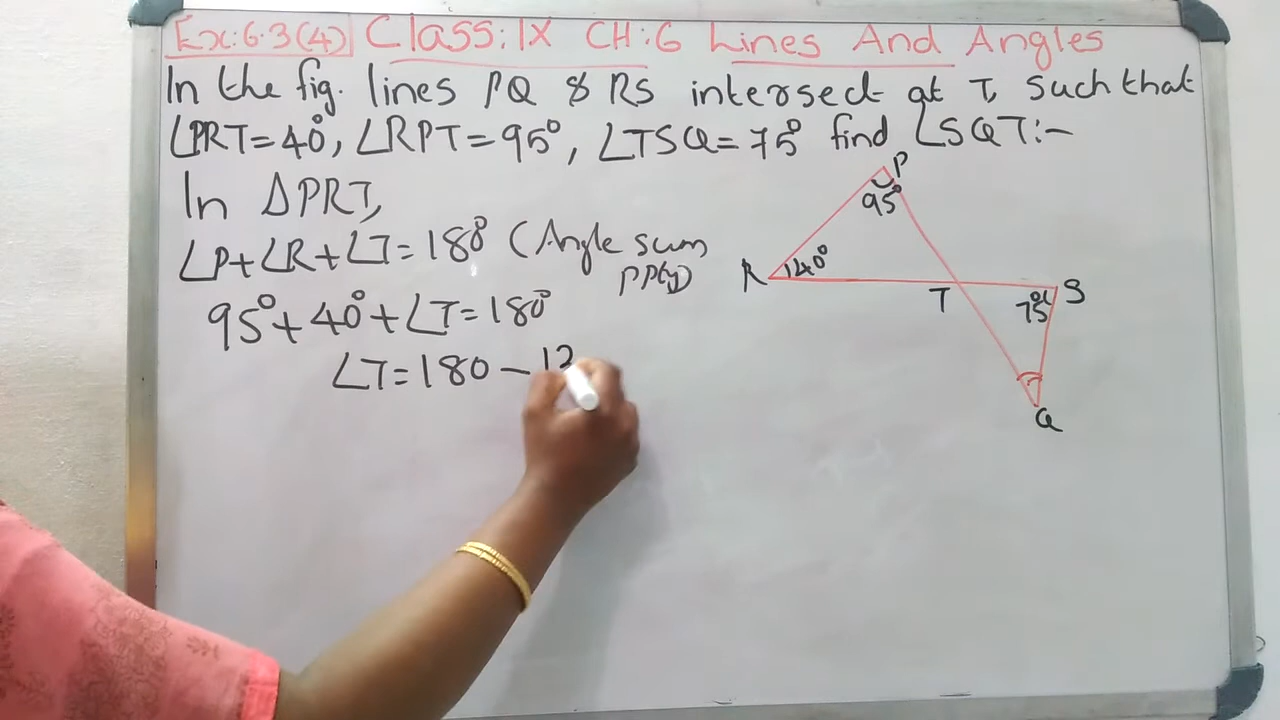 Ex:6.3(4) Class:IX CH:6 Lines And Angles
In the fig. lines PQ & RS intersect at T, such that
∠PRT=40°, ∠RPT=95°, ∠TSQ=75° find ∠SQT:-
In ΔPRT,
∠P+∠R+∠T=180° (Angle sum
ppty)
95°+40°+∠T=180°
∠T=180-13
P
95°
R
40°
T
75°
S
Q